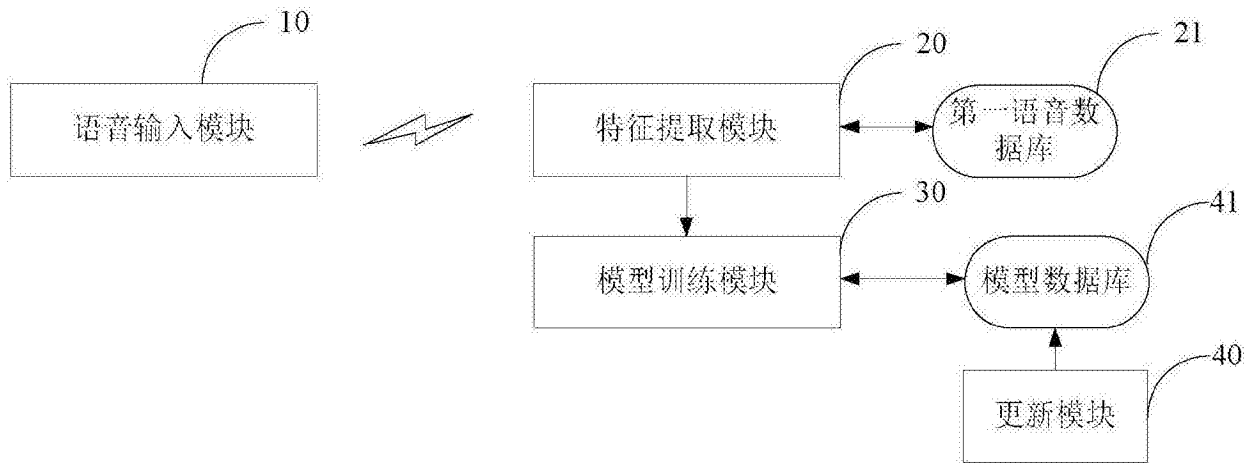 10
20
21
语音输入模块
特征提取模块
第一语音数
据库
30
41
模型训练模块
模型数据库
40
更新模块